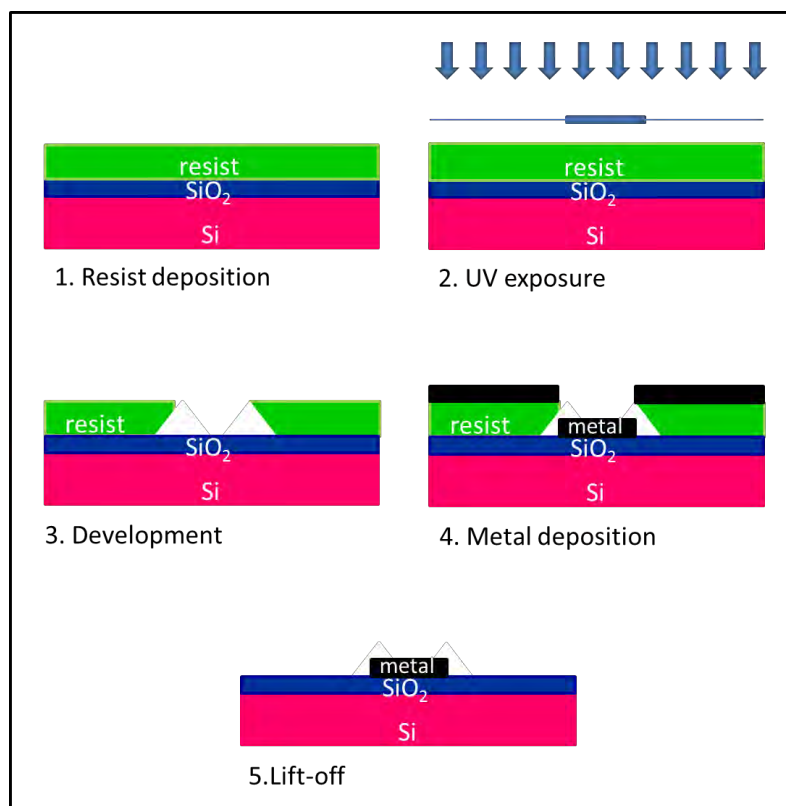 resist
SiO₂
Si
1. Resist deposition
resist
SiO₂
Si
2. UV exposure
resist
SiO₂
Si
3. Development
resist
metal
SiO₂
Si
4. Metal deposition
metal
SiO₂
Si
5.Lift-off